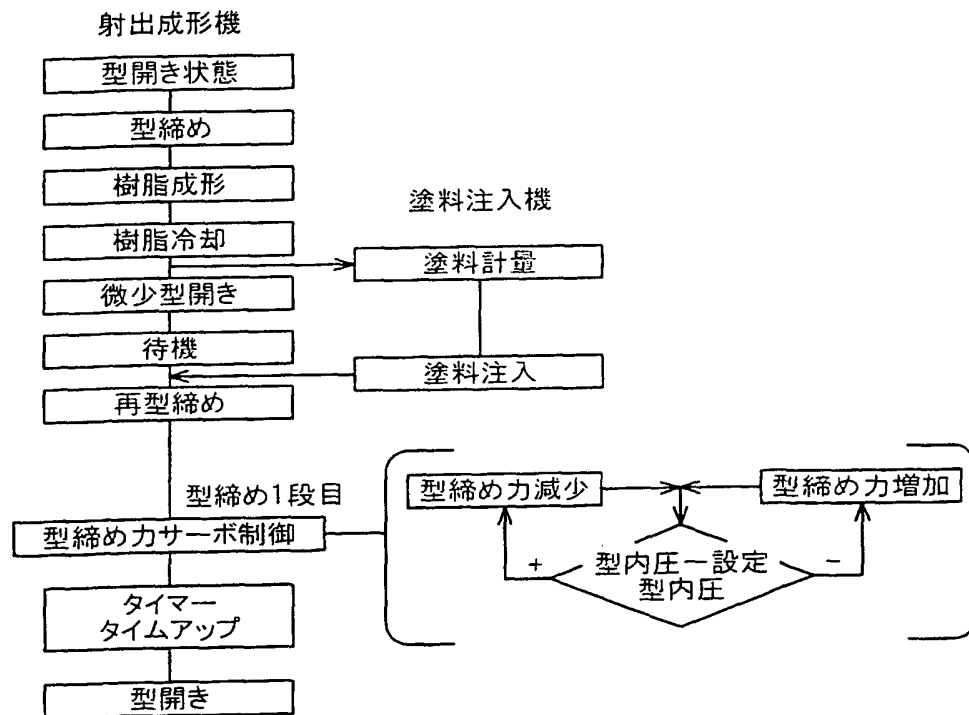 射出成形機
型開き状態
型締め
樹脂成形
樹脂冷却
微少型開き
待機
再型締め
塗料注入機
塗料計量
塗料注入
型締め1段目
型締め力サーボ制御
タイマー
タイムアップ
型開き
型締め力減少
型締め力増加
+
型内圧ー設定
型内圧
-